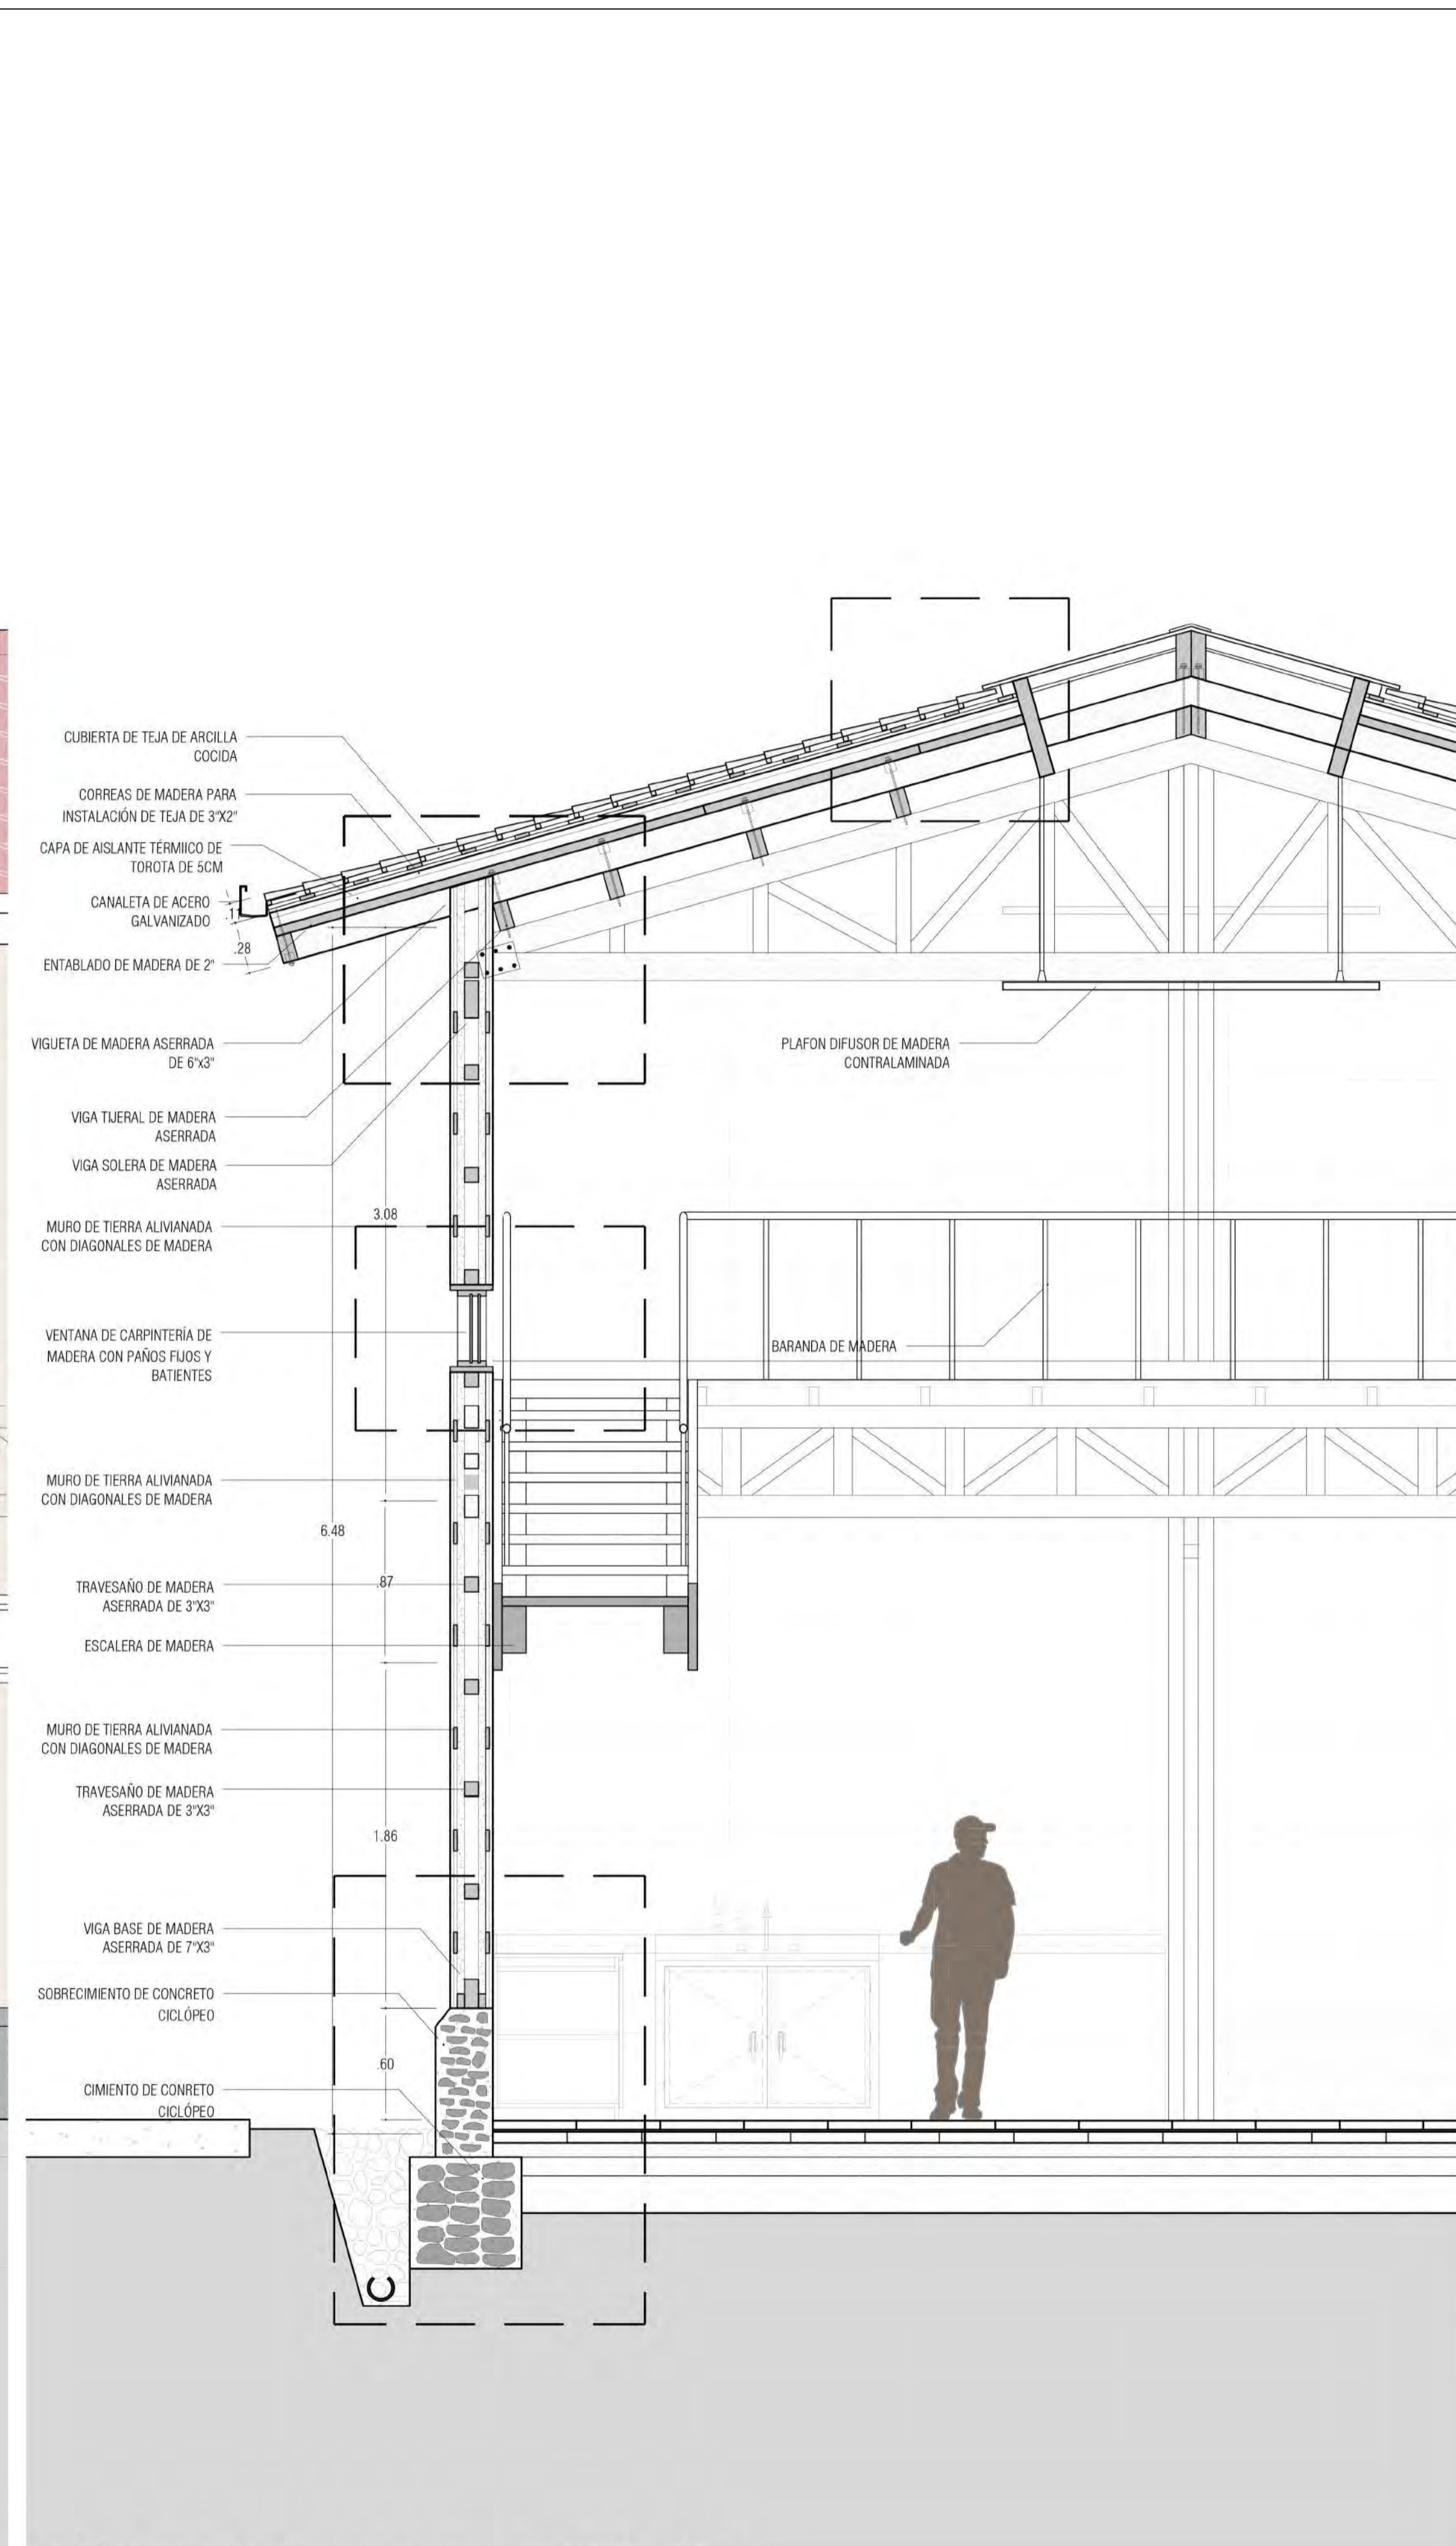 CUBIERTA DE TEJA DE ARCILLA
COCIDA
CORREAS DE MADERA PARA
INSTALACIÓN DE TEJA DE 3"X2"
CAPA DE AISLANTE TÉRMIICO DE
TOROTA DE 5CM
CANALETA DE ACERO
GALVANIZADO
.11
.28
ENTABLADO DE MADERA DE 2"
VIGUETA DE MADERA ASERRADA
DE 6"x3"
PLAFON DIFUSOR DE MADERA
CONTRALAMINADA
VIGA TIJERAL DE MADERA
ASERRADA
VIGA SOLERA DE MADERA
ASERRADA
3.08
MURO DE TIERRA ALIVIANADA
CON DIAGONALES DE MADERA
VENTANA DE CARPINTERÍA DE
MADERA CON PAÑOS FIJOS Y
BATIENTES
BARANDA DE MADERA
MURO DE TIERRA ALIVIANADA
CON DIAGONALES DE MADERA
6.48
.87
TRAVESAÑO DE MADERA
ASERRADA DE 3"X3"
ESCALERA DE MADERA
MURO DE TIERRA ALIVIANADA
CON DIAGONALES DE MADERA
TRAVESAÑO DE MADERA
ASERRADA DE 3"X3"
1.86
VIGA BASE DE MADERA
ASERRADA DE 7"X3"
SOBRECIMIENTO DE CONCRETO
CICLÓPEO
.60
CIMIENTO DE CONRETO
CICLÓPEO